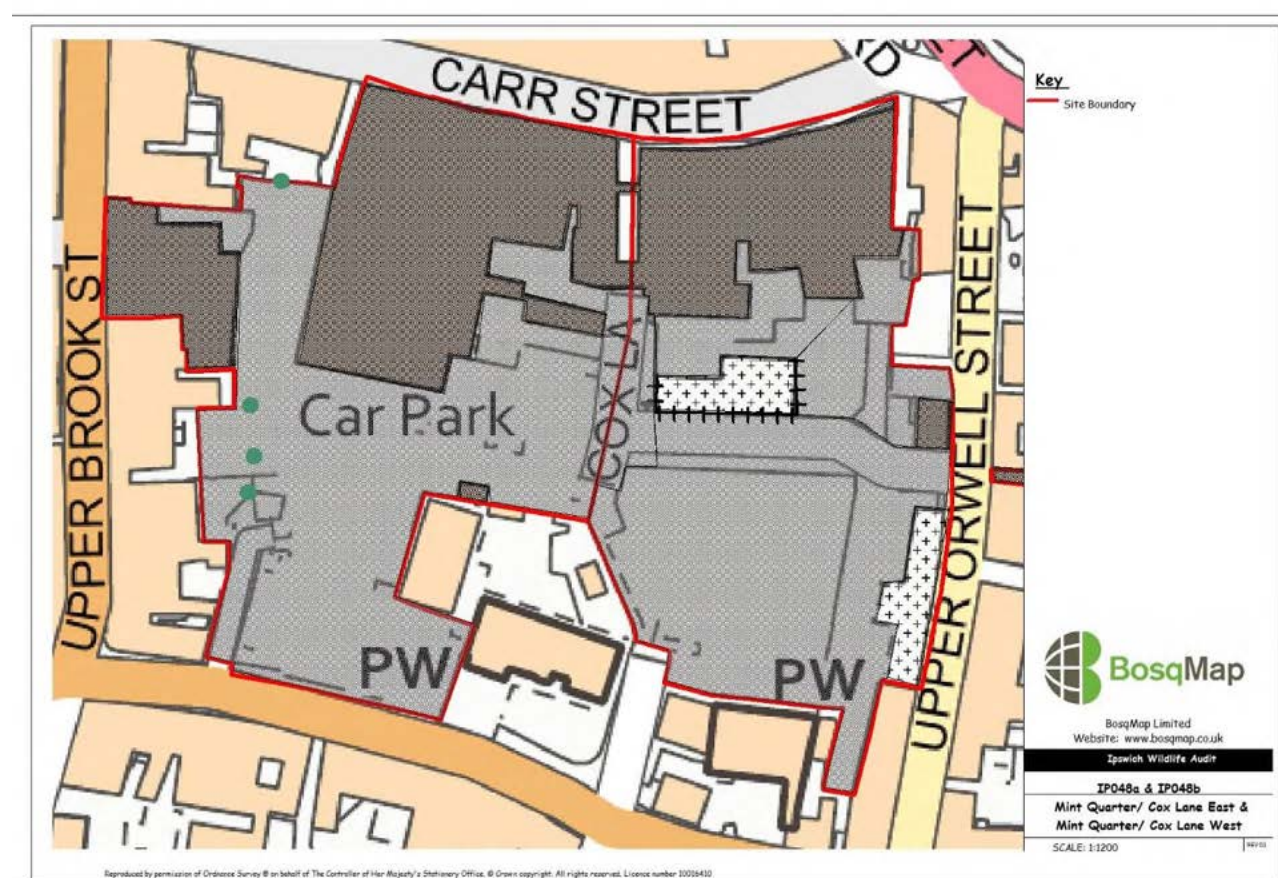 CARR STREET
RD
ET
UPPER BROOK ST
Car Park
COX LA
UPPER ORWELL STREET
PW
PW
Key
Site Boundary
BosqMap
BosqMap Limited
Website: www.bosqmap.co.uk
Ipswich Wildlife Audit
IP048a & IP048b
Mint Quarter/ Cox Lane East &
Mint Quarter/ Cox Lane West
SCALE: 1:1200
Reproduced by permission of Ordnance Survey ® on behalf of The Controller of Her Majesty's Stationery Office. © Crown copyright. All rights reserved. Licence number 10016410